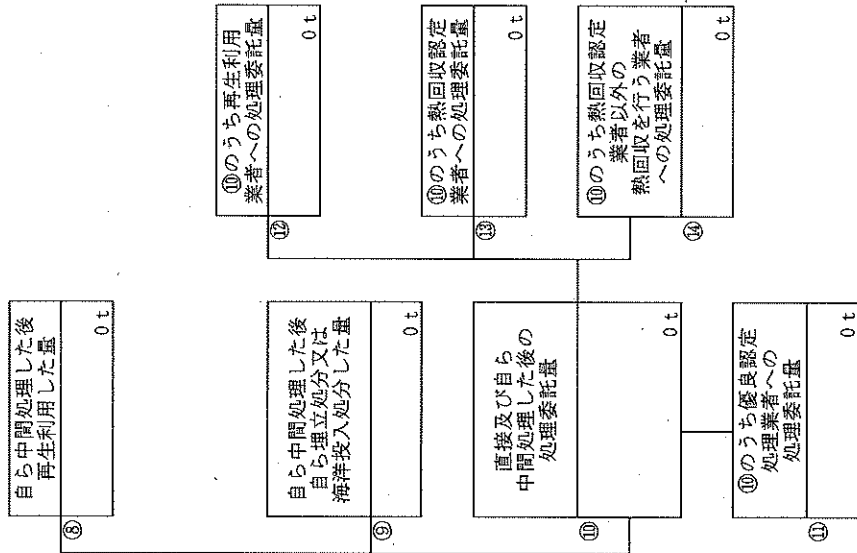 ⑧
自ら中間処理した後
再生利用した量
0 t
⑨
自ら中間処理した後
自ら埋立処分又は
海洋投入処分した量
0 t
⑩
直接及び自ら
中間処理した後の
処理委託量
0 t
⑪
⑩のうち優良認定
処理業者への
処理委託量
0 t
⑫
⑩のうち再生利用
業者への処理委託量
0 t
⑬
⑩のうち熱回収認定
業者への処理委託量
0 t
⑭
⑩のうち熱回収認定
業者以外の
熱回収を行う業者
への処理委託量
0 t